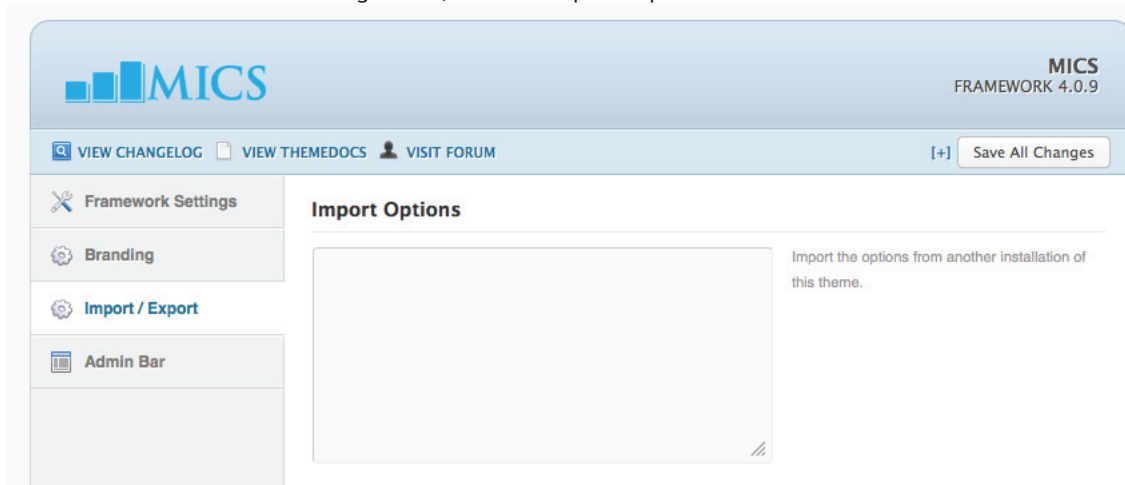 MICS
MICS
FRAMEWORK 4.0.9
VIEW CHANGELOG VIEW THEMEDOCS VISIT FORUM
[+] Save All Changes
Framework Settings
Branding
Import / Export
Admin Bar
Import Options
Import the options from another installation of
this theme.